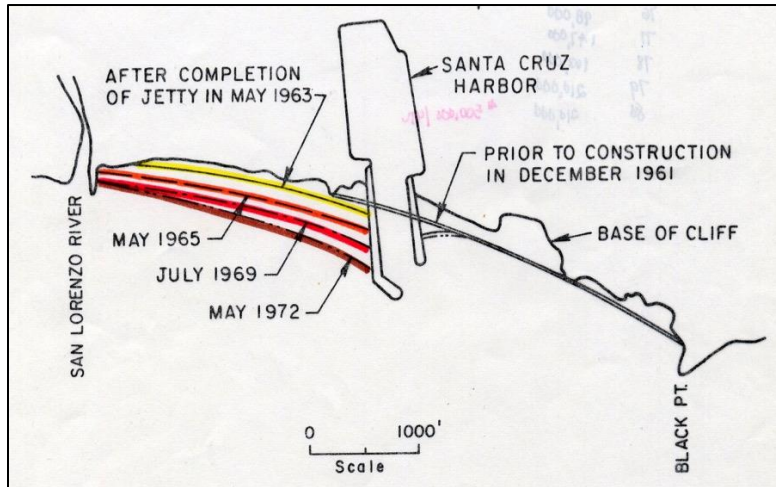 SANTA CRUZ
HARBOR
AFTER COMPLETION
OF JETTY IN MAY 1963
PRIOR TO CONSTRUCTION
IN DECEMBER 1961
BASE OF CLIFF
MAY 1965
JULY 1969
MAY 1972
SAN LORENZO RIVER
BLACK PT.
0 1000'
Scale